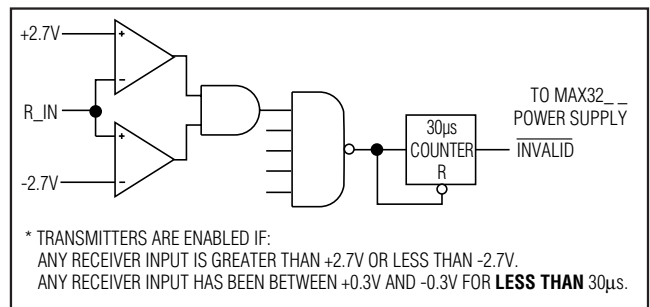 +2.7V
+
-
R_IN
+
-
-2.7V
30µs
COUNTER
R
TO MAX32_ _
POWER SUPPLY
INVALID
* TRANSMITTERS ARE ENABLED IF:
ANY RECEIVER INPUT IS GREATER THAN +2.7V OR LESS THAN -2.7V.
ANY RECEIVER INPUT HAS BEEN BETWEEN +0.3V AND -0.3V FOR LESS THAN 30µs.